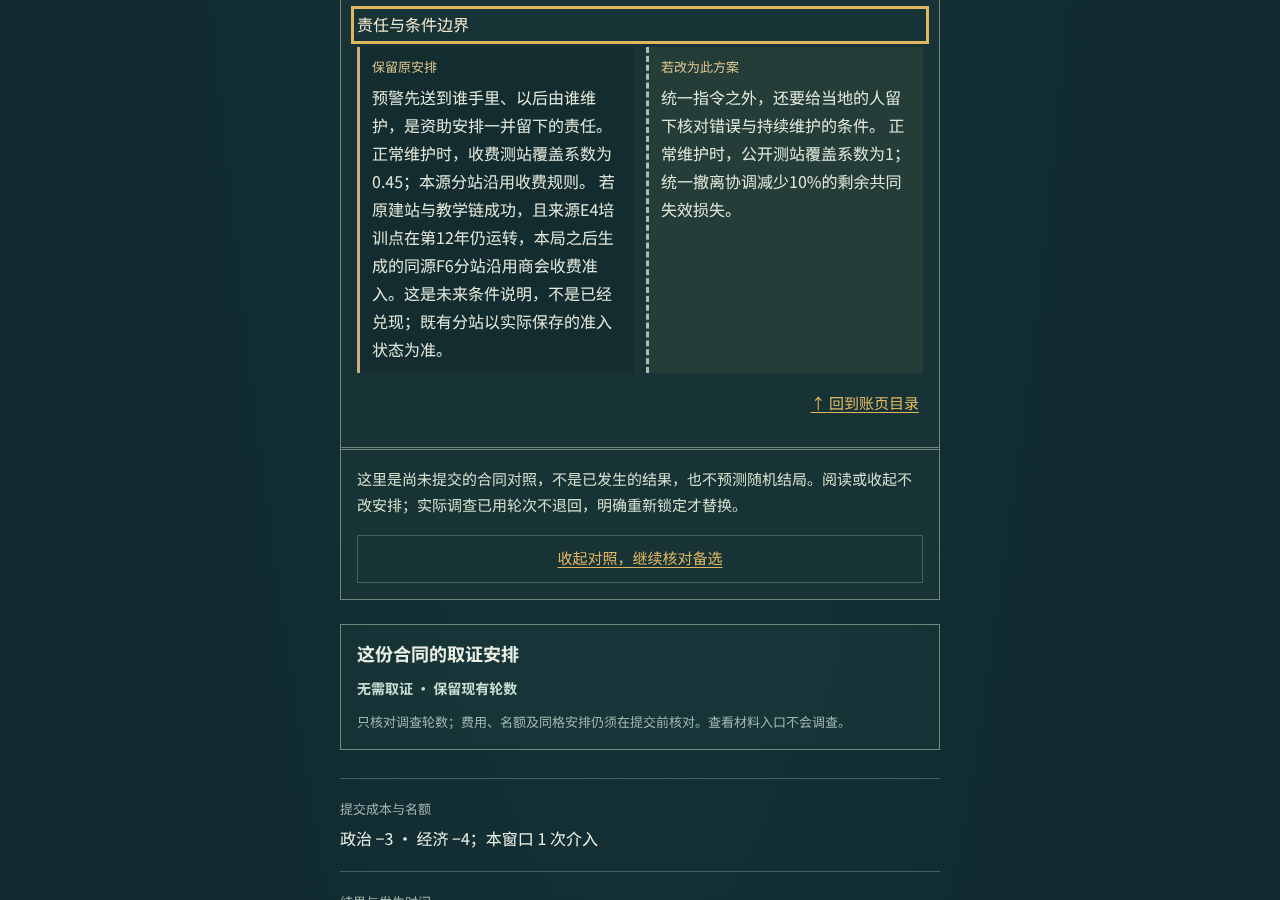 责任与条件边界
保留原安排
预警先送到谁手里、以后由谁维
护，是资助安排一并留下的责任。
正常维护时，收费测站覆盖系数为
0.45；本源分站沿用收费规则。 若
原建站与教学链成功，且来源E4培
训点在第12年仍运转，本局之后生
成的同源F6分站沿用商会收费准
入。这是未来条件说明，不是已经
兑现；既有分站以实际保存的准入
状态为准。
若改为此方案
统一指令之外，还要给当地的人留
下核对错误与持续维护的条件。 正
常维护时，公开测站覆盖系数为1；
统一撤离协调减少10%的剩余共同
失效损失。
↑ 回到账页目录
这里是尚未提交的合同对照，不是已发生的结果，也不预测随机结局。阅读或收起不
改安排；实际调查已用轮次不退回，明确重新锁定才替换。
收起对照，继续核对备选
这份合同的取证安排
无需取证 · 保留现有轮数
只核对调查轮数；费用、名额及同格安排仍须在提交前核对。查看材料入口不会调查。
提交成本与名额
政治 −3 · 经济 −4；本窗口 1 次介入